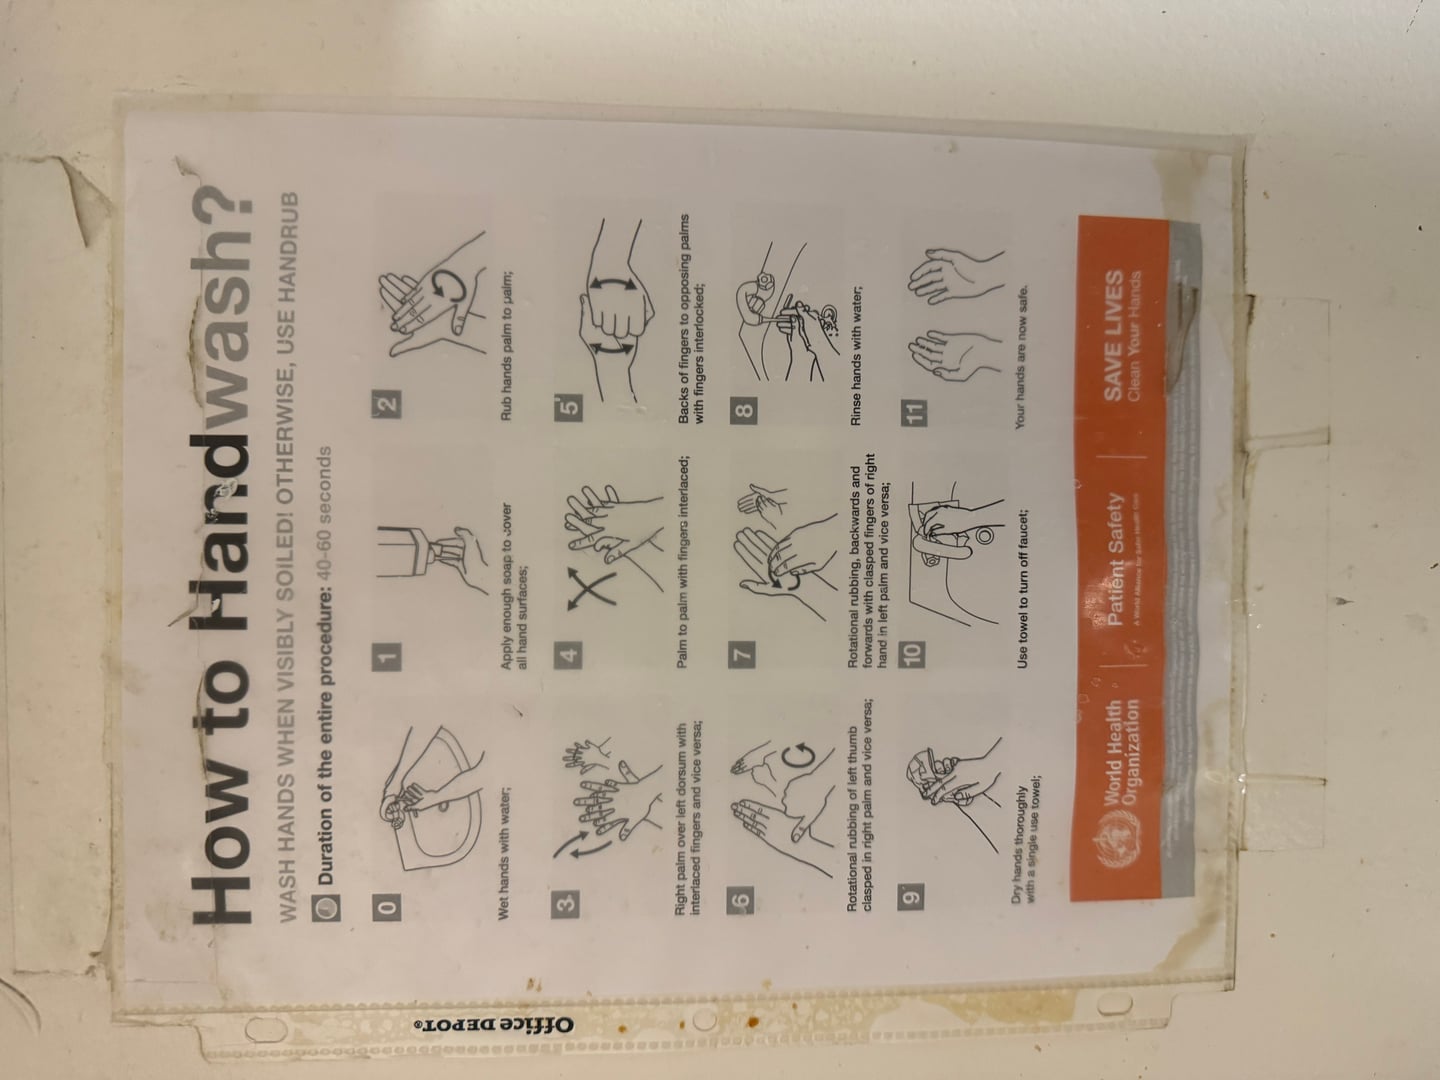 How to Handwash?
WASH HANDS WHEN VISIBLY SOILED! OTHERWISE, USE HANDRUB
Duration of the entire procedure: 40-60 seconds
0
Wet hands with water;
1
Apply enough soap to cover
all hand surfaces;
2
Rub hands palm to palm;
3
Right palm over left dorsum with
interlaced fingers and vice versa;
4
Palm to palm with fingers interlaced;
5
Backs of fingers to opposing palms
with fingers interlocked;
6
Rotational rubbing of left thumb
clasped in right palm and vice versa;
7
Rotational rubbing, backwards and
forwards with clasped fingers of right
hand in left palm and vice versa;
8
Rinse hands with water;
9
Dry hands thoroughly
with a single use towel;
10
Use towel to turn off faucet;
11
Your hands are now safe.
World Health
Organization
Patient Safety
A World Alliance for Safer Health Care
SAVE LIVES
Clean Your Hands
Office DEPOT®